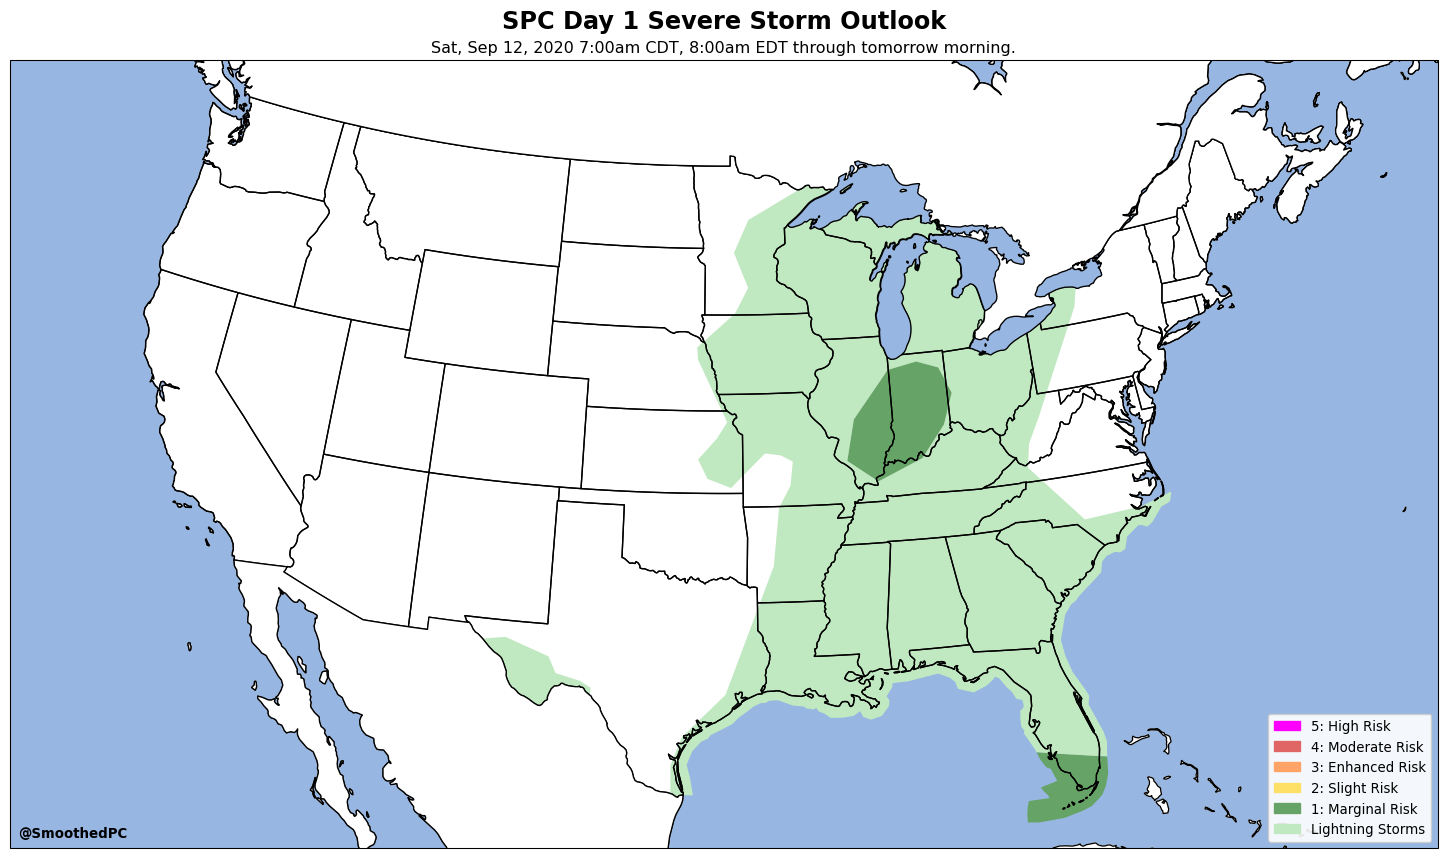 SPC Day 1 Severe Storm Outlook
Sat, Sep 12, 2020 7:00am CDT, 8:00am EDT through tomorrow morning.
5: High Risk
4: Moderate Risk
3: Enhanced Risk
2: Slight Risk
1: Marginal Risk
Lightning Storms
@SmoothedPC